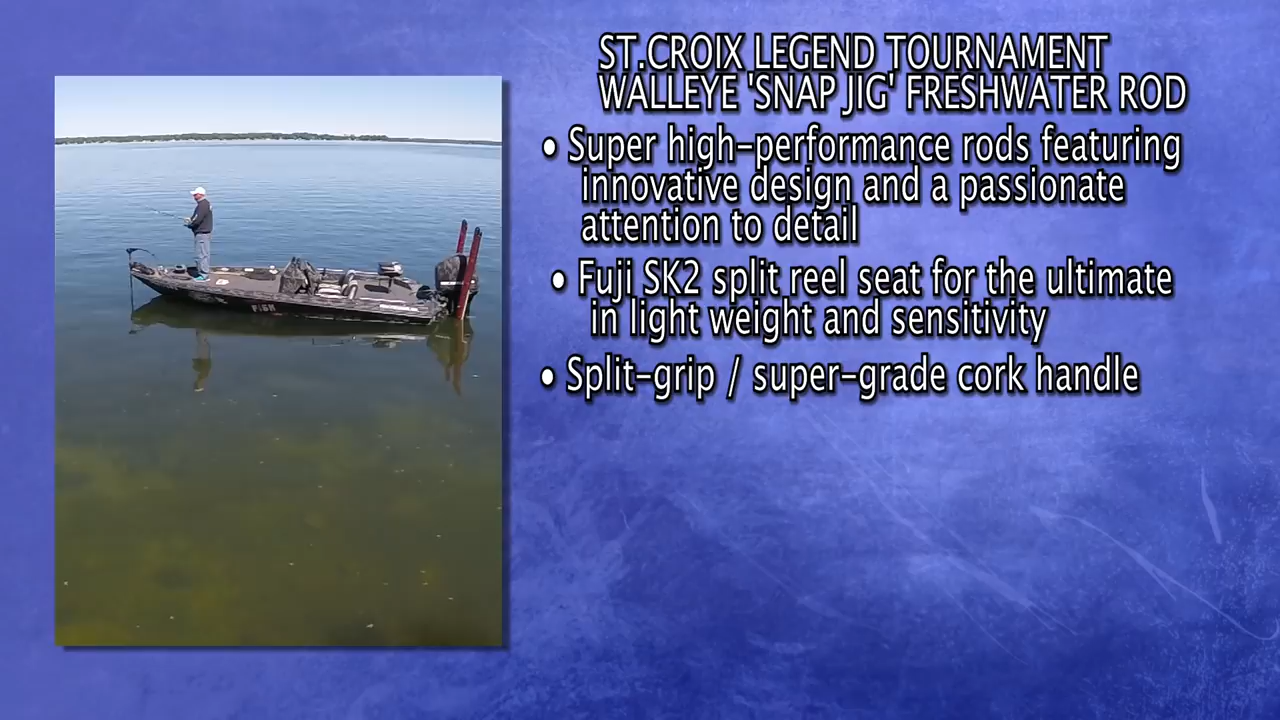 ST.CROIX LEGEND TOURNAMENT
WALLEYE 'SNAP JIG' FRESHWATER ROD
• Super high-performance rods featuring
innovative design and a passionate
attention to detail
• Fuji SK2 split reel seat for the ultimate
in light weight and sensitivity
• Split-grip / super-grade cork handle